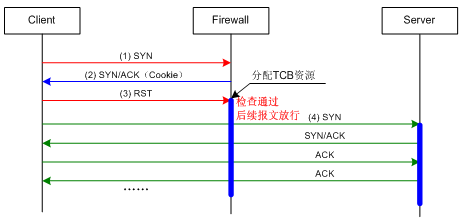 Client
Firewall
Server
(1) SYN
(2) SYN/ACK（Cookie）
分配TCB资源
(3) RST
检查通过
后续报文放行
(4) SYN
SYN/ACK
ACK
ACK
……